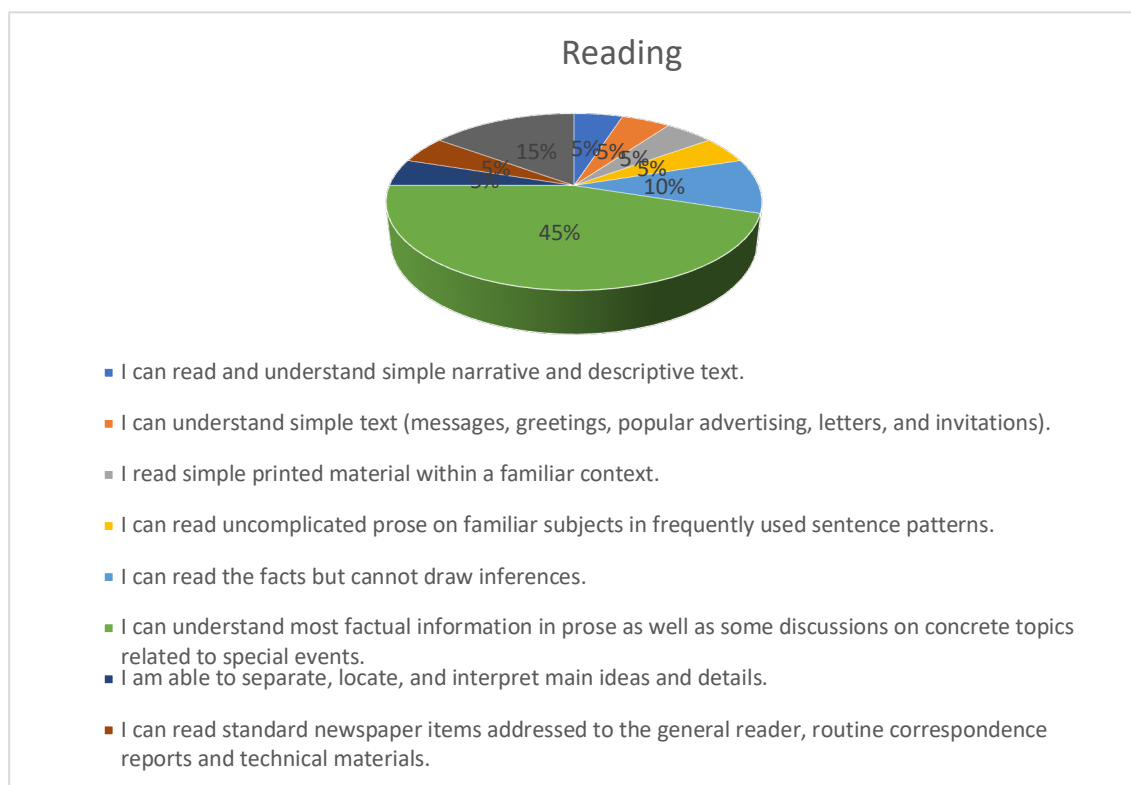 Reading
15%
5%
5%
5%
5%
5%
5%
10%
45%
I can read and understand simple narrative and descriptive text.
I can understand simple text (messages, greetings, popular advertising, letters, and invitations).
I read simple printed material within a familiar context.
I can read uncomplicated prose on familiar subjects in frequently used sentence patterns.
I can read the facts but cannot draw inferences.
I can understand most factual information in prose as well as some discussions on concrete topics
related to special events.
I am able to separate, locate, and interpret main ideas and details.
I can read standard newspaper items addressed to the general reader, routine correspondence
reports and technical materials.